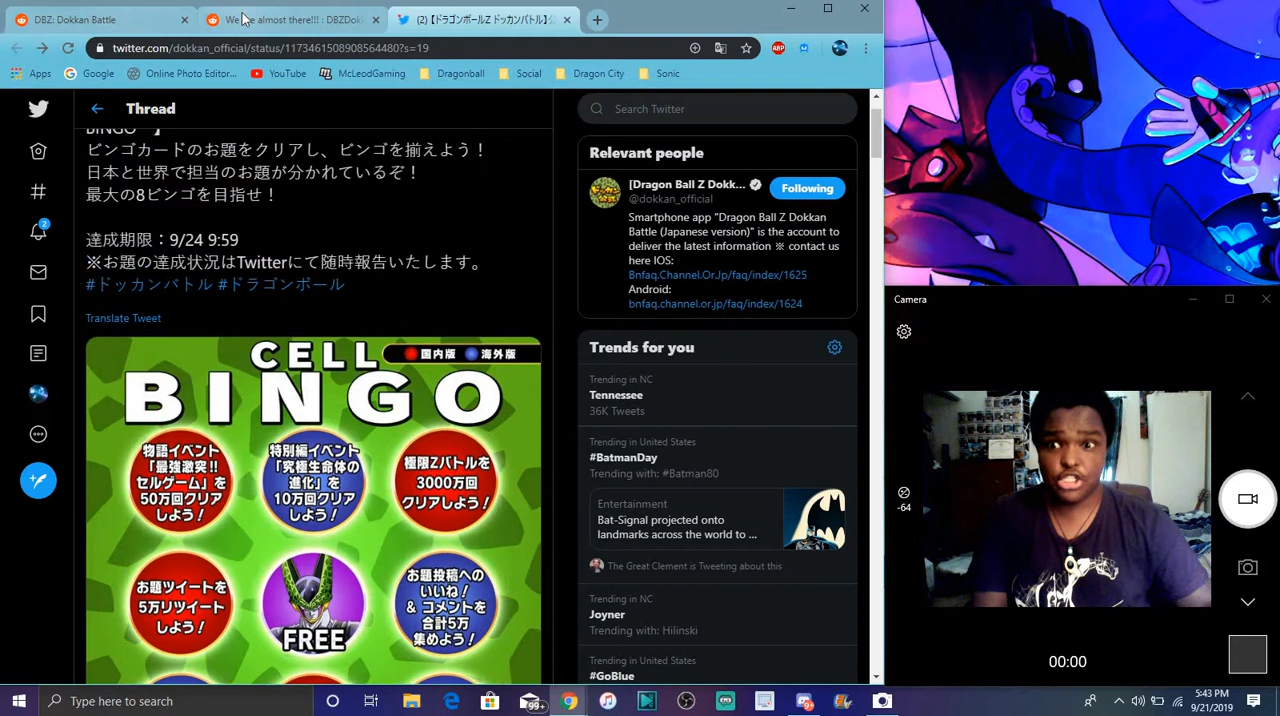 DBZ: Dokkan Battle
We are almost there!!! : DBZDok
(2)【ドラゴンボールZ ドッカンバトル】公
twitter.com/dokkan_official/status/1173461508908564480?s=19
ABP
Apps
Google
Online Photo Editor...
YouTube
McLeodGaming
Dragonball
Social
Dragon City
Sonic
Thread
Search Twitter
BINGO 】
ビンゴカードのお題をクリアし、ビンゴを揃えよう!
日本と世界で担当のお題が分かれているぞ!
最大の8ビンゴを目指せ!
達成期限：9/24 9:59
※お題の達成状況はTwitterにて随時報告いたします。
#ドッカンバトル #ドラゴンボール
Translate Tweet
CELL
BINGO
国内版 海外版
物語イベント
「最強激突!!
セルゲーム」を
50万回クリア
しよう!
特別編イベント
「究極生命体の
進化」を
10万回クリア
しよう!
極限Zバトルを
3000万回
クリアしよう!
お題ツイートを
5万リツイート
しよう!
FREE
お題投稿への
いいね!
&コメントを
合計5万
集めよう!
Relevant people
[Dragon Ball Z Dokk...
@dokkan_official
Following
Smartphone app "Dragon Ball Z Dokkan
Battle (Japanese version)" is the account to
deliver the latest information ※ contact us
here IOS:
Bnfaq.Channel.Or.Jp/faq/index/1625
Android:
bnfaq.channel.or.jp/faq/index/1624
Trends for you
Trending in NC
Tennessee
36K Tweets
Trending in United States
#BatmanDay
Trending with: #Batman80
Entertainment
Bat-Signal projected onto
landmarks across the world to ...
The Great Clement is Tweeting about this
Trending in NC
Joyner
Trending with: Hilinski
Trending in United States
#GoBlue
Camera
-64
00:00
2
Type here to search
99+
9+
5:43 PM
9/21/2019